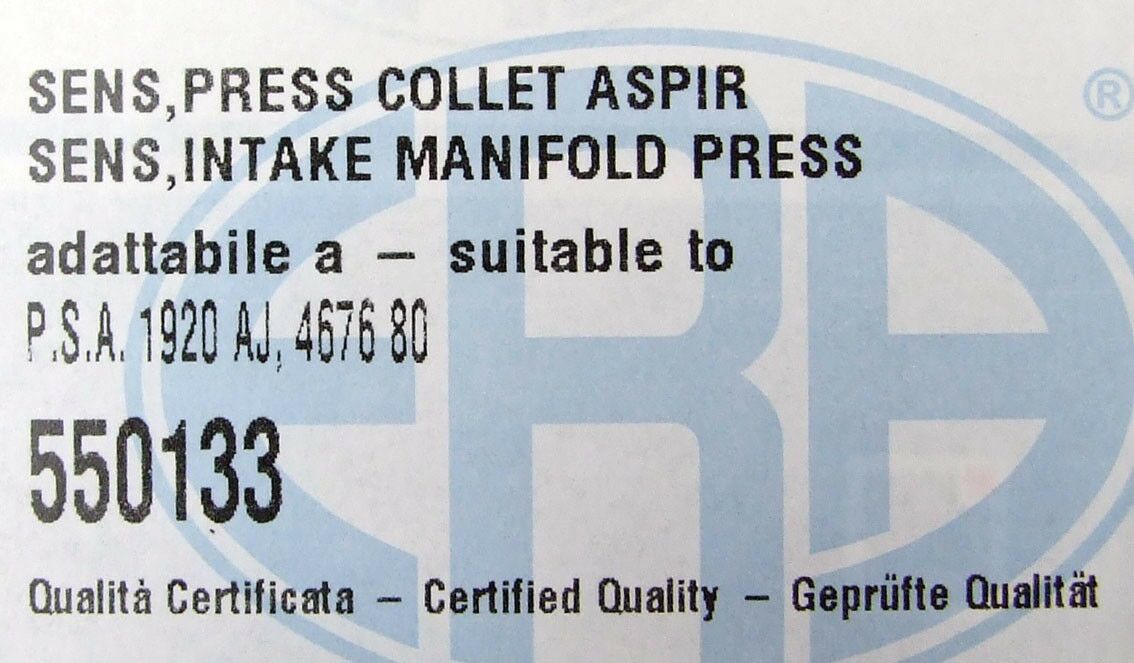 SENS,PRESS COLLET ASPIR
SENS,INTAKE MANIFOLD PRESS
adattabile a — suitable to
P.S.A. 1920 AJ, 4676 80
550133
Qualità Certificata – Certified Quality – Geprüfte Qualität
ERA ®